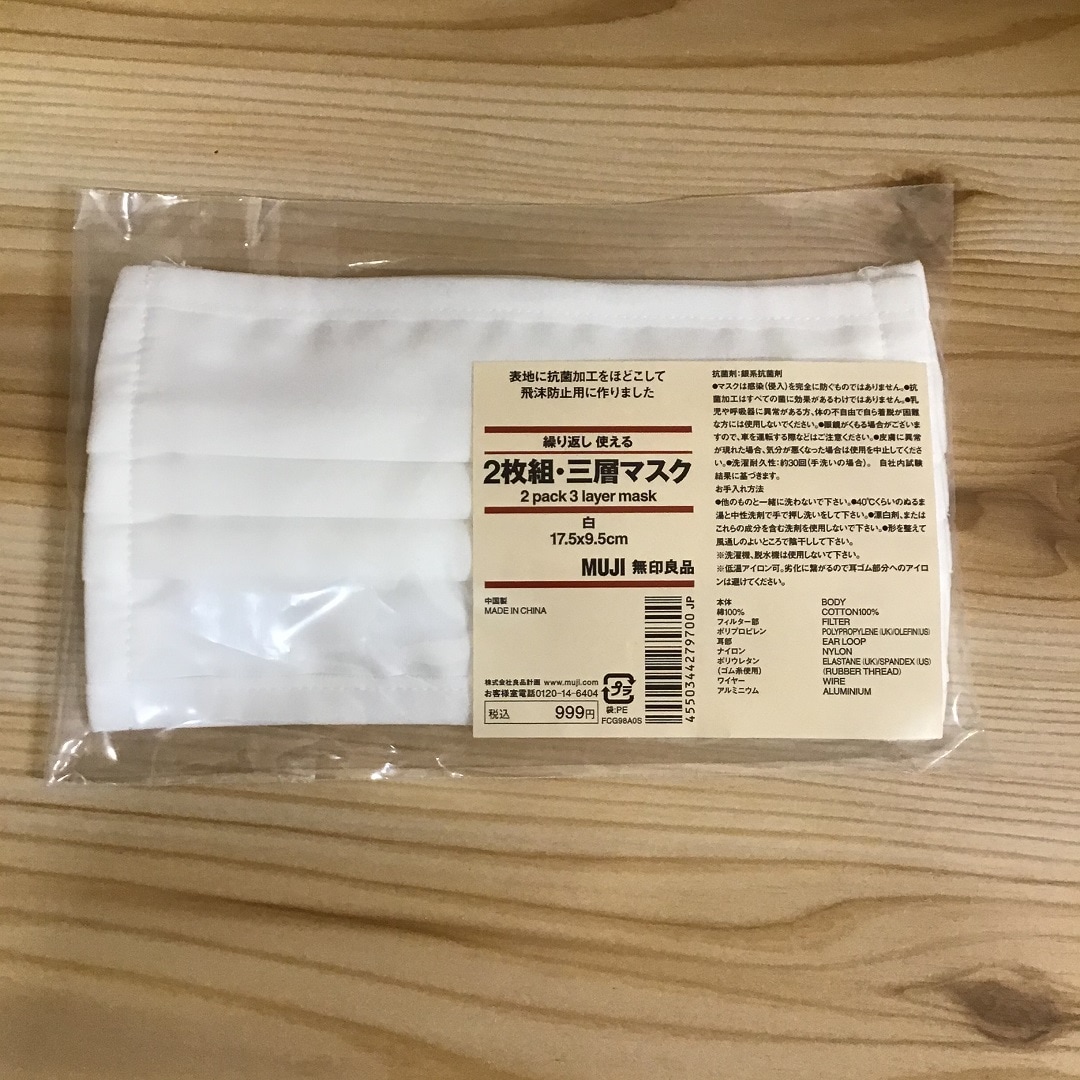 表地に抗菌加工をほどこして
飛沫防止用に作りました
繰り返し 使える
2枚組・三層マスク
2 pack 3 layer mask
白
17.5x9.5cm
MUJI 無印良品
中国製
MADE IN CHINA
株式会社良品計画 www.muji.com
お客様室電話0120-14-6404
税込 999円
プラ
袋:PE
FCG98A0S
4550344279700 JP
抗菌剤:銀系抗菌剤
●マスクは感染(侵入)を完全に防ぐものではありません。●抗
菌加工はすべての菌に効果があるわけではありません。●乳
児や呼吸器に異常がある方、体の不自由で自ら着脱が困難
な方には使用しないでください。●眼鏡がくもる場合がございま
すので、車を運転する際などはご注意ください。●皮膚に異常
が現れた場合、気分が悪くなった場合は使用を中止してくださ
い。●洗濯耐久性:約30回(手洗いの場合)。 自社内試験
結果に基づきます。
お手入れ方法
●他のものと一緒に洗わないで下さい。●40℃くらいのぬるま
湯と中性洗剤で手で押し洗いをして下さい。●漂白剤、または
これらの成分を含む洗剤を使用しないで下さい。●形を整えて
風通しのよいところで陰干しして下さい。
※洗濯機、脱水機は使用しないで下さい。
※低温アイロン可。劣化に繋がるので耳ゴム部分へのアイロ
ンは避けてください。
本体 BODY
綿100% COTTON100%
フィルター部 FILTER
ポリプロピレン POLYPROPYLENE (UK)/OLEFIN(US)
耳部 EAR LOOP
ナイロン NYLON
ポリウレタン ELASTANE (UK)/SPANDEX (US)
(ゴム糸使用) (RUBBER THREAD)
ワイヤー WIRE
アルミニウム ALUMINIUM